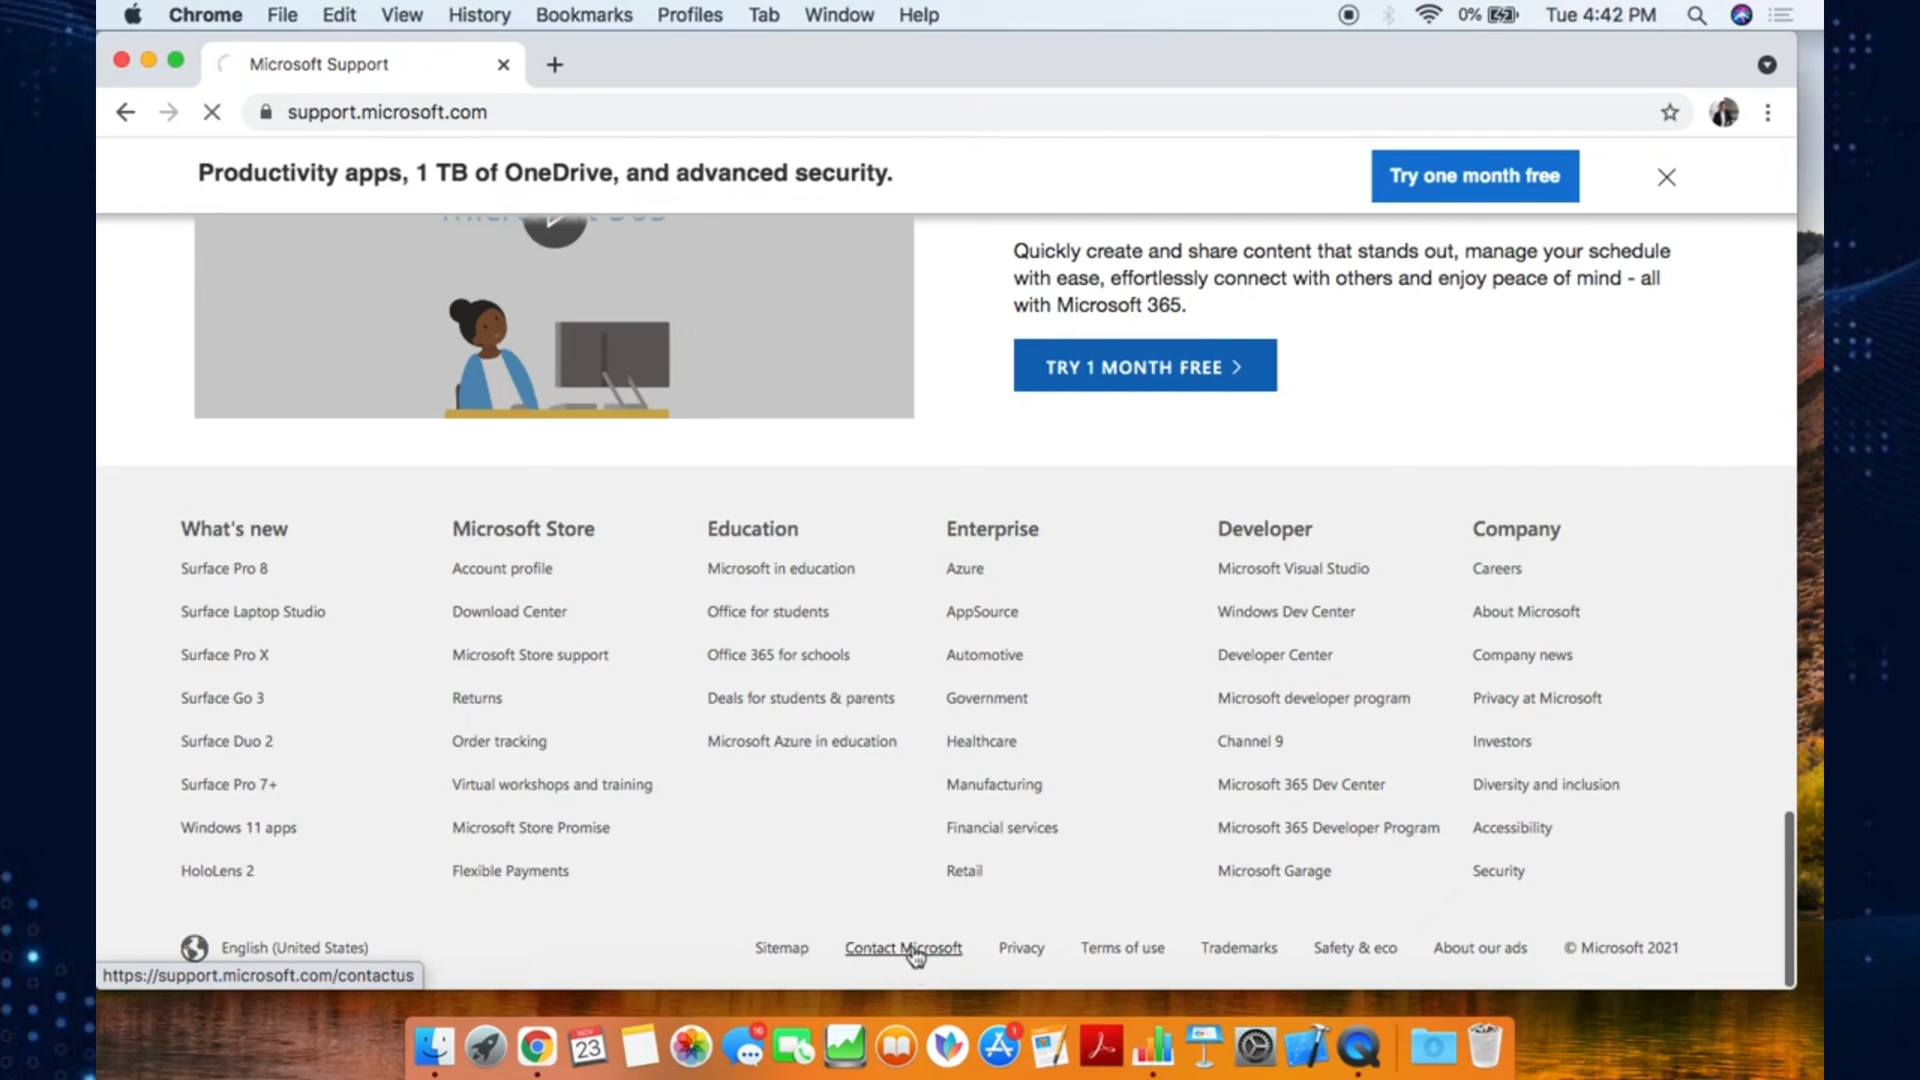 Chrome File Edit View History Bookmarks Profiles Tab Window Help 0% Tue 4:42 PM
Microsoft Support
support.microsoft.com
Productivity apps, 1 TB of OneDrive, and advanced security. Try one month free
Quickly create and share content that stands out, manage your schedule
with ease, effortlessly connect with others and enjoy peace of mind - all
with Microsoft 365.
TRY 1 MONTH FREE >
What's new
Surface Pro 8
Surface Laptop Studio
Surface Pro X
Surface Go 3
Surface Duo 2
Surface Pro 7+
Windows 11 apps
HoloLens 2
Microsoft Store
Account profile
Download Center
Microsoft Store support
Returns
Order tracking
Virtual workshops and training
Microsoft Store Promise
Flexible Payments
Education
Microsoft in education
Office for students
Office 365 for schools
Deals for students & parents
Microsoft Azure in education
Enterprise
Azure
AppSource
Automotive
Government
Healthcare
Manufacturing
Financial services
Retail
Developer
Microsoft Visual Studio
Windows Dev Center
Developer Center
Microsoft developer program
Channel 9
Microsoft 365 Dev Center
Microsoft 365 Developer Program
Microsoft Garage
Company
Careers
About Microsoft
Company news
Privacy at Microsoft
Investors
Diversity and inclusion
Accessibility
Security
English (United States) Sitemap Contact Microsoft Privacy Terms of use Trademarks Safety & eco About our ads © Microsoft 2021
https://support.microsoft.com/contactus
NOV
23
16
1